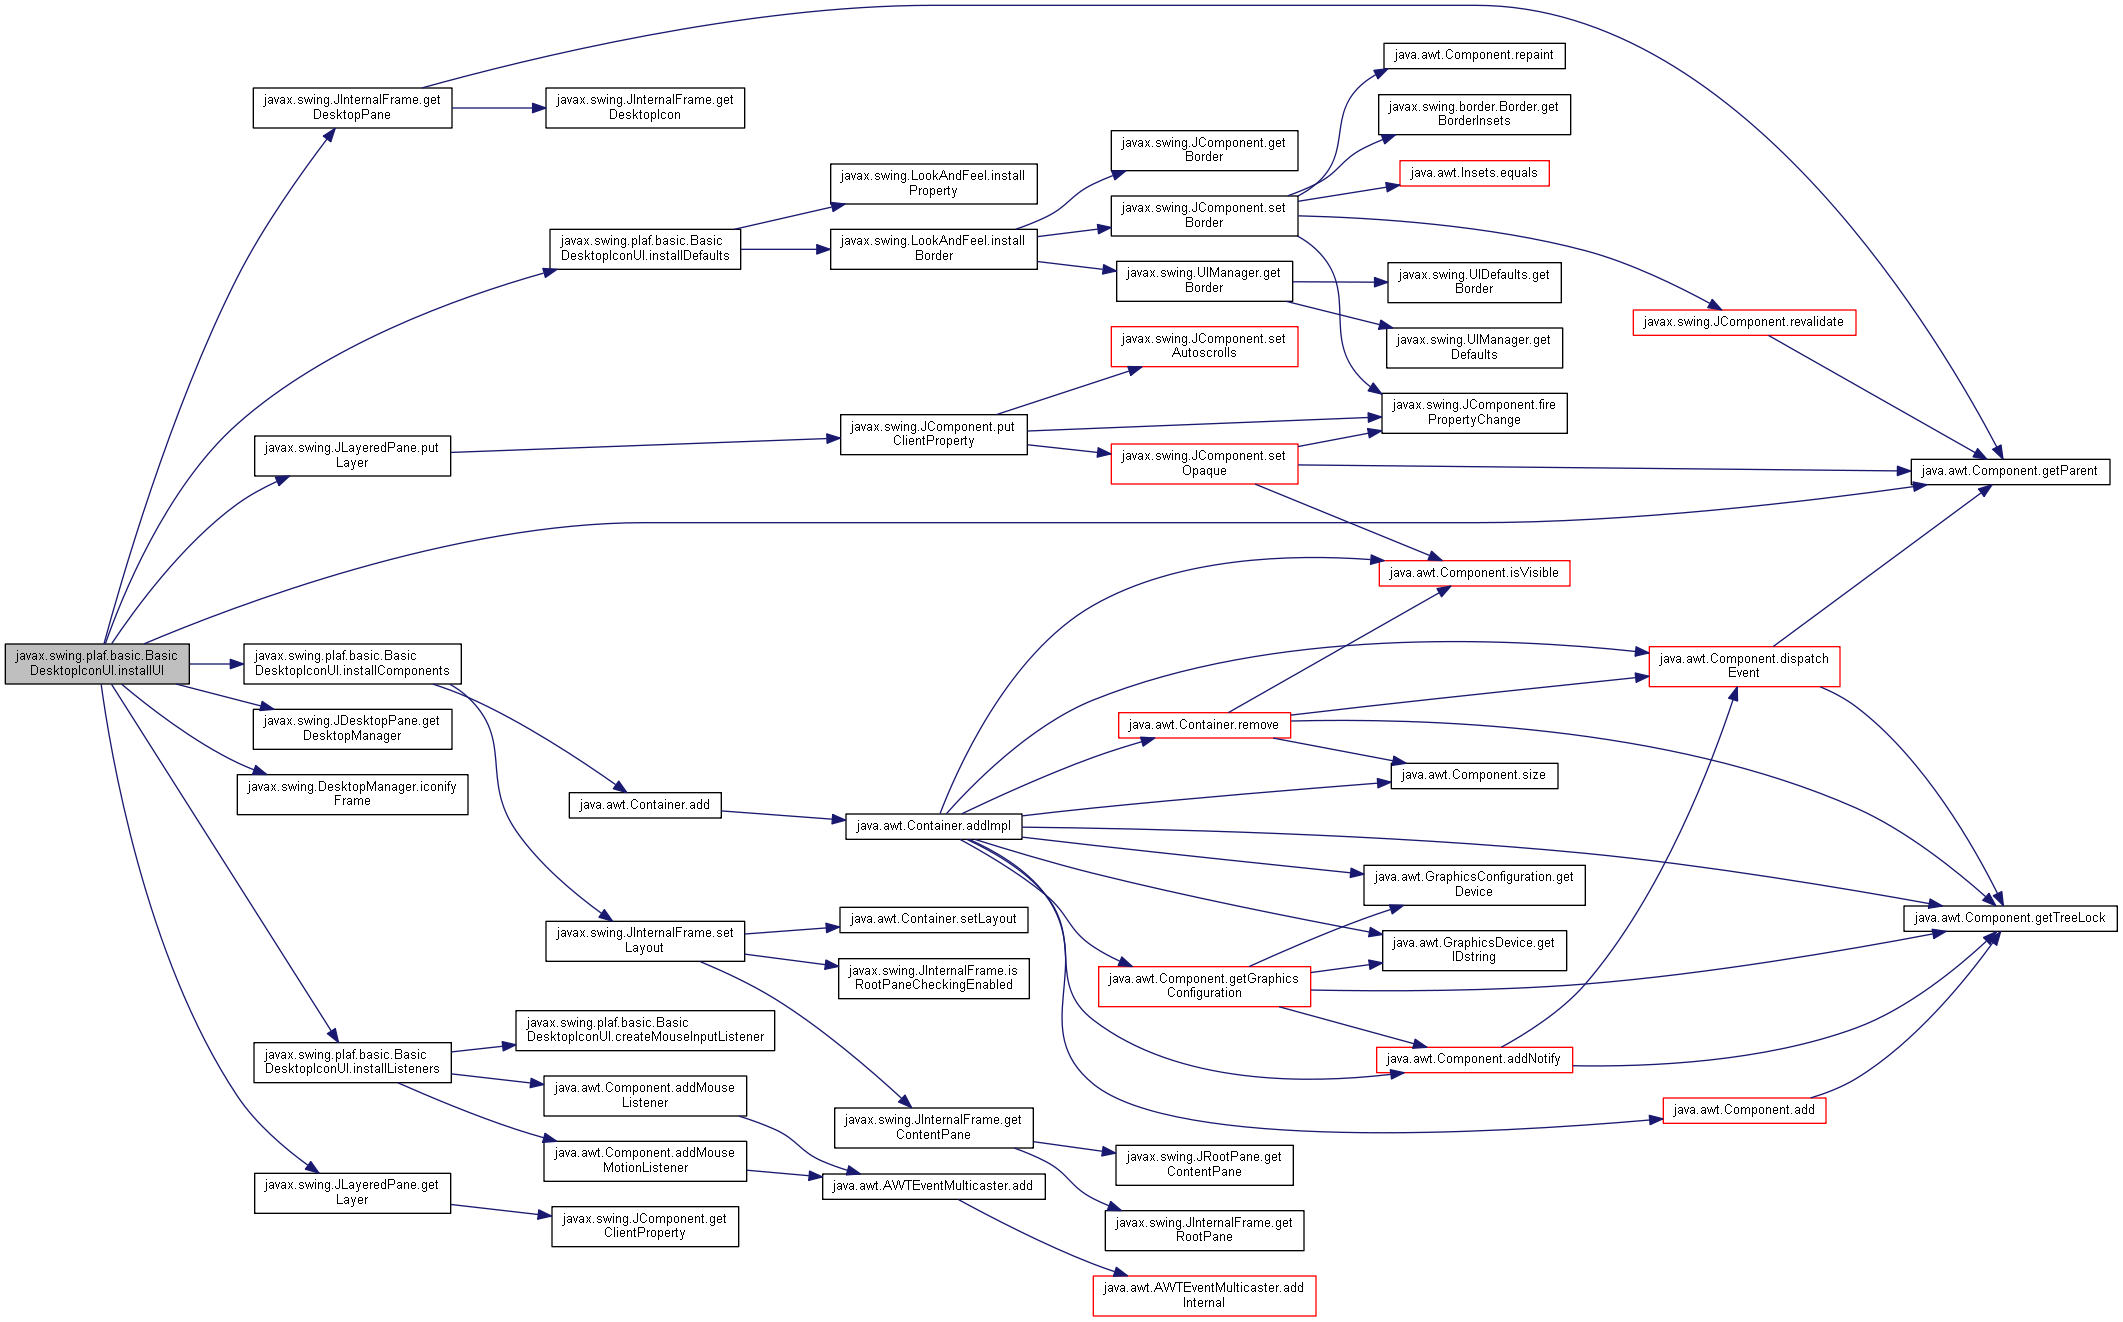 java.awt.Component.repaint
javax.swing.JInternalFrame.get
DesktopPane
javax.swing.JInternalFrame.get
DesktopIcon
javax.swing.border.Border.get
BorderInsets
javax.swing.JComponent.get
Border
java.awt.Insets.equals
javax.swing.LookAndFeel.install
Property
javax.swing.JComponent.set
Border
javax.swing.plaf.basic.Basic
DesktopIconUI.installDefaults
javax.swing.LookAndFeel.install
Border
javax.swing.UIManager.get
Border
javax.swing.UIDefaults.get
Border
javax.swing.JComponent.revalidate
javax.swing.JComponent.set
Autoscrolls
javax.swing.UIManager.get
Defaults
javax.swing.JComponent.fire
PropertyChange
javax.swing.JLayeredPane.put
Layer
javax.swing.JComponent.put
ClientProperty
javax.swing.JComponent.set
Opaque
java.awt.Component.getParent
java.awt.Component.isVisible
javax.swing.plaf.basic.Basic
DesktopIconUI.installUI
javax.swing.plaf.basic.Basic
DesktopIconUI.installComponents
java.awt.Component.dispatch
Event
javax.swing.JDesktopPane.get
DesktopManager
java.awt.Container.remove
java.awt.Component.size
javax.swing.DesktopManager.iconify
Frame
java.awt.Container.add
java.awt.Container.addImpl
java.awt.GraphicsConfiguration.get
Device
java.awt.Component.getTreeLock
javax.swing.JInternalFrame.set
Layout
java.awt.Container.setLayout
java.awt.GraphicsDevice.get
IDstring
javax.swing.JInternalFrame.is
RootPaneCheckingEnabled
java.awt.Component.getGraphics
Configuration
javax.swing.plaf.basic.Basic
DesktopIconUI.createMouseInputListener
javax.swing.plaf.basic.Basic
DesktopIconUI.installListeners
java.awt.Component.addNotify
java.awt.Component.addMouse
Listener
java.awt.Component.add
javax.swing.JInternalFrame.get
ContentPane
java.awt.Component.addMouse
MotionListener
javax.swing.JRootPane.get
ContentPane
java.awt.AWTEventMulticaster.add
javax.swing.JLayeredPane.get
Layer
javax.swing.JComponent.get
ClientProperty
javax.swing.JInternalFrame.get
RootPane
java.awt.AWTEventMulticaster.add
Internal